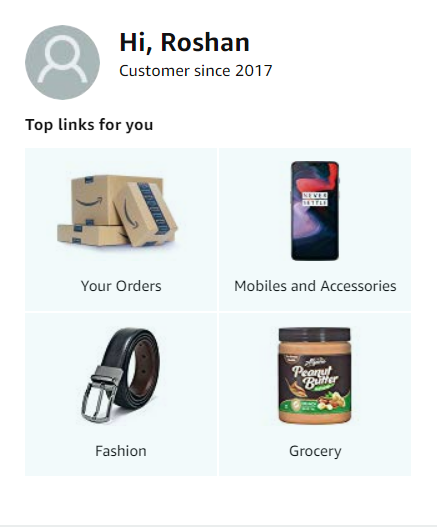 Hi, Roshan
Customer since 2017
Top links for you
NEVER
SETTLE
Your Orders
Mobiles and Accessories
Peanut
Butter
Fashion
Grocery